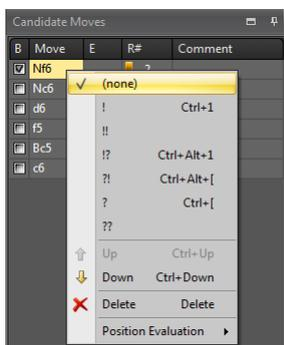 Candidate Moves
B Move E R# Comment
Nf6 2
Nc6 (none)
d6 ! Ctrl+1
f5 !!
Bc5 !? Ctrl+Alt+1
c6 ?! Ctrl+Alt+[
? Ctrl+[
??
Up Ctrl+Up
Down Ctrl+Down
Delete Delete
Position Evaluation